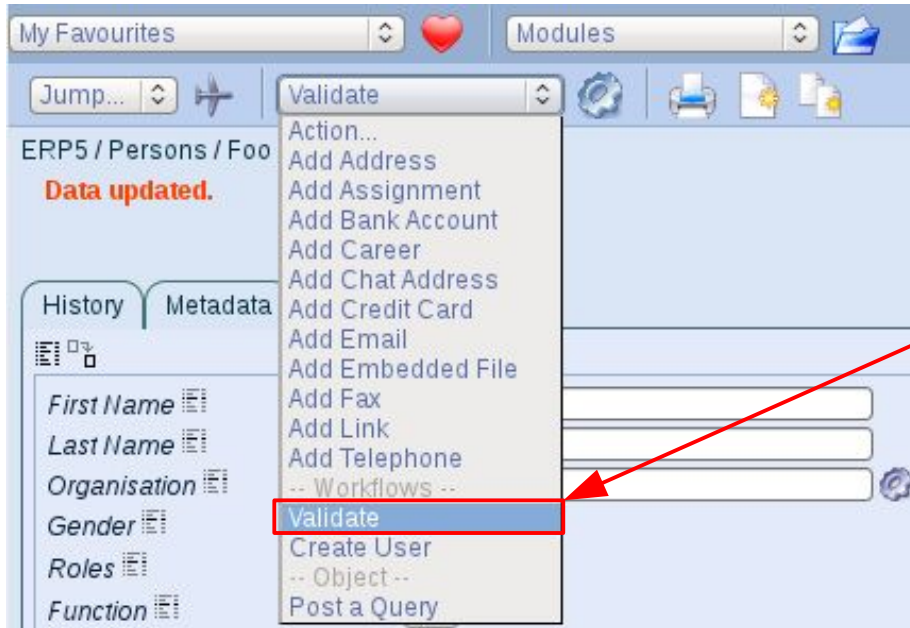 My Favourites
Modules
Jump...
Validate
Action...
ERP5 / Persons / Foo
Add Address
Data updated.
Add Assignment
Add Bank Account
Add Career
Add Chat Address
History
Metadata
Add Credit Card
Add Email
Add Embedded File
First Name
Add Fax
Last Name
Add Link
Add Telephone
Organisation
-- Workflows --
Gender
Validate
Create User
Roles
-- Object --
Function
Post a Query